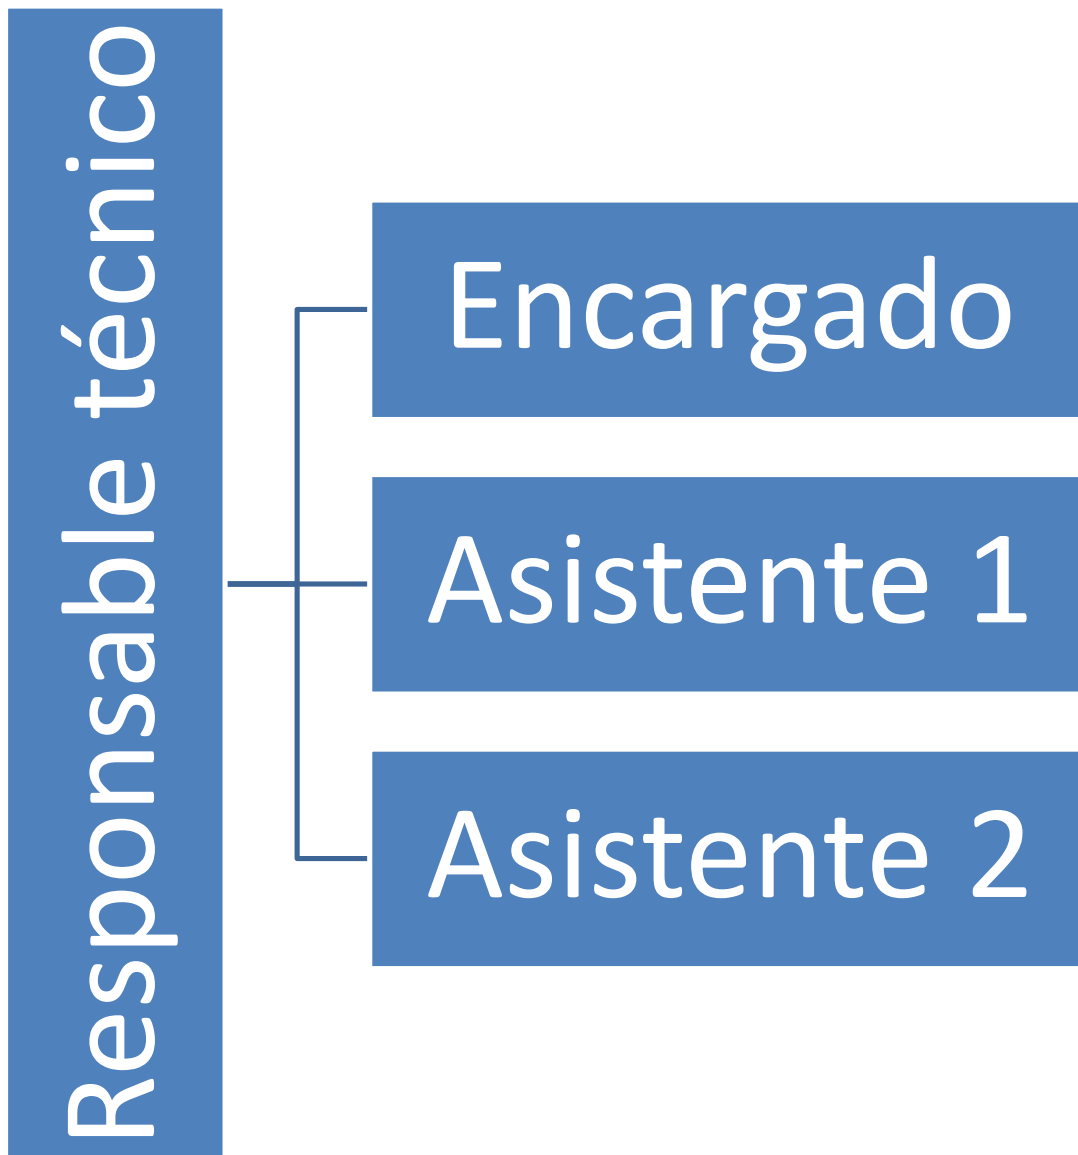 Responsable técnico
Encargado
Asistente 1
Asistente 2